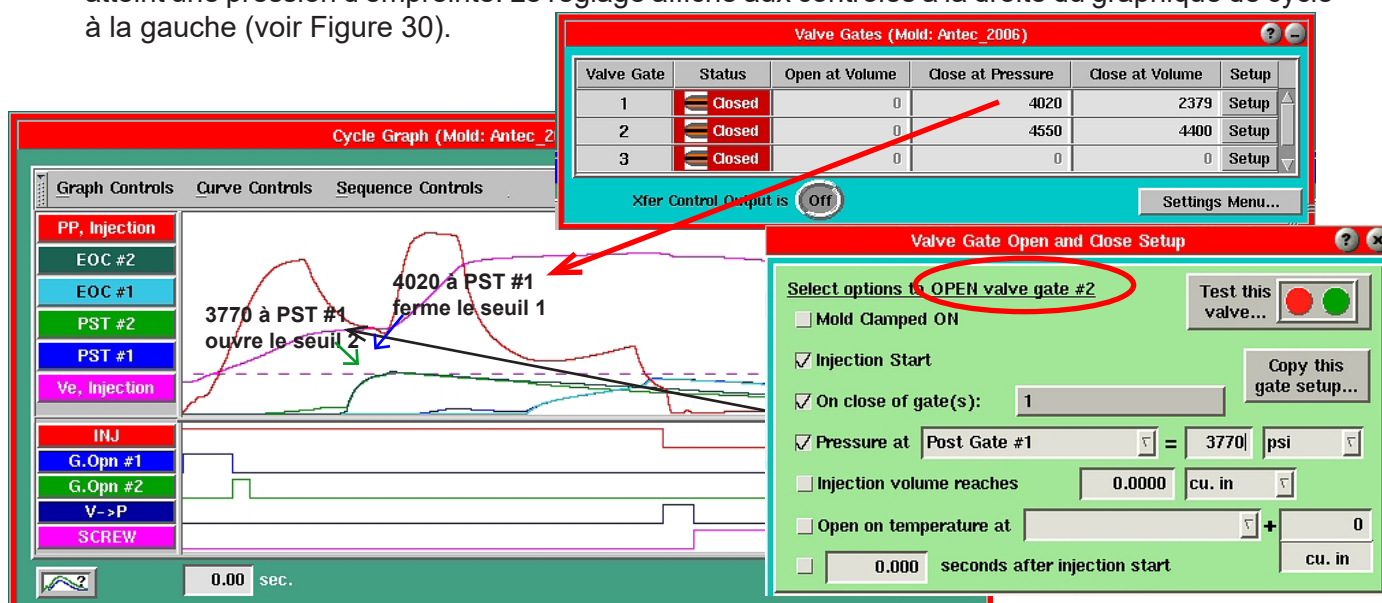 à la gauche (voir Figure 30).
Valve Gates (Mold: Antec_2006)
Valve Gate Status Open at Volume Close at Pressure Close at Volume Setup
1 Closed 0 4020 2379 Setup
2 Closed 0 4550 4400 Setup
3 Closed 0 0 0 Setup
Xfer Control Output is Off Settings Menu...
Cycle Graph (Mold: Antec_2
Graph Controls Curve Controls Sequence Controls
PP, Injection
EOC #2
EOC #1
PST #2
PST #1
Ve, Injection
4020 à PST #1
ferme le seuil 1
3770 à PST #1
ouvre le seuil 2
INJ
G.Opn #1
G.Opn #2
V->P
SCREW
0.00 sec.
Valve Gate Open and Close Setup
Select options to OPEN valve gate #2
Test this
valve...
Mold Clamped ON
Injection Start
Copy this
gate setup...
On close of gate(s): 1
Pressure at Post Gate #1 = 3770 psi
Injection volume reaches 0.0000 cu. in
Open on temperature at + 0
cu. in
0.000 seconds after injection start